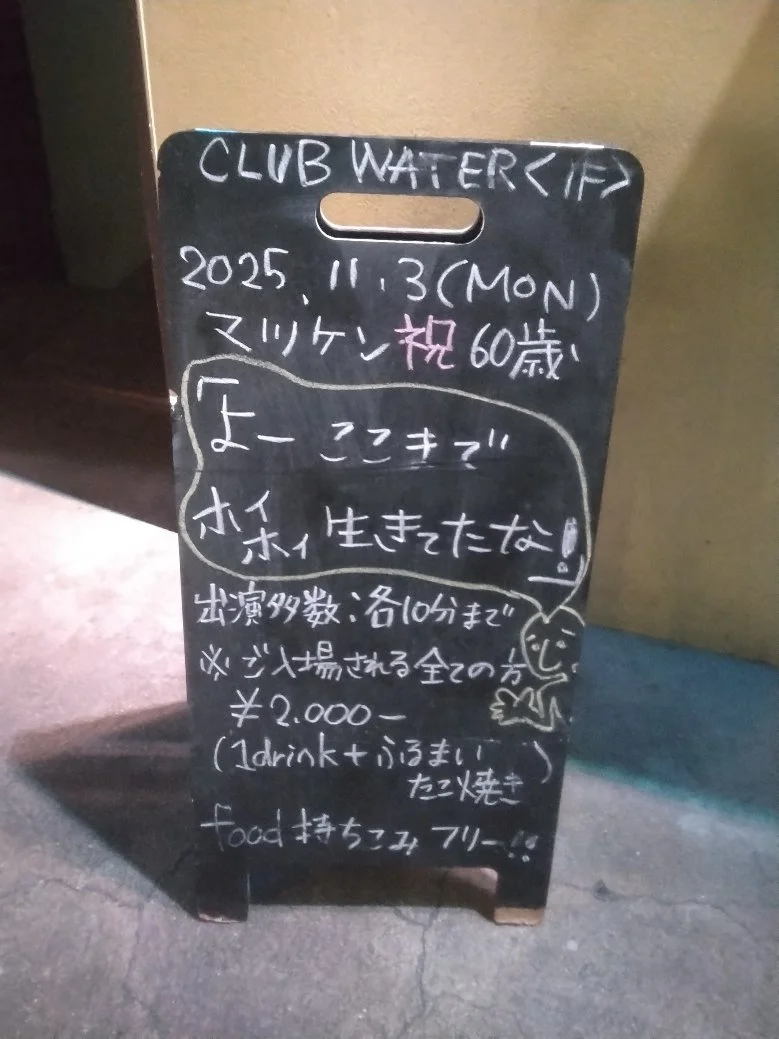 CLUB WATER<1F>
2025.11.3(MON)
マツケン祝60歳
「よー ここまで
ホイホイ生きてたな!」
出演多数:各10分まで
※ご入場される全ての方
¥2.000-
(1drink+ふるまい
たこ焼き)
food持ちこみフリー!!